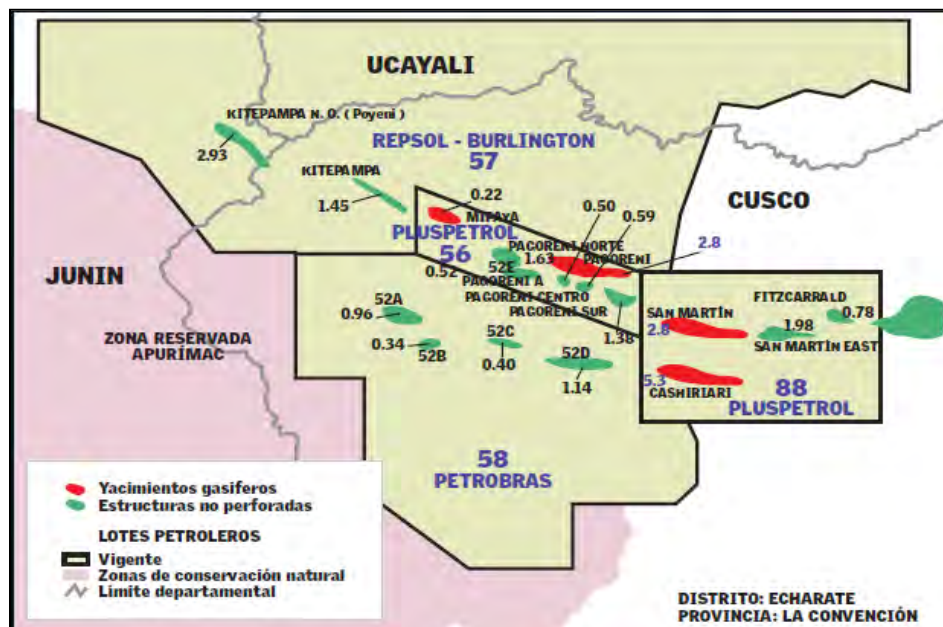 UCAYALI
KITEPAMPA N. O. ( Poyeni )
2.93
REPSOL - BURLINGTON
57
KITEPAMPA
1.45
0.22
MIPAYA
0.50
0.59
CUSCO
PLUSPETROL
56
PAGORENI NORTE
1.63
PAGORENI
2.8
JUNIN
0.52
52E
PAGORENI A
PAGORENI CENTRO
PAGORENI SUR
1.38
52A
0.96
0.34
52B
52C
0.40
52D
1.14
ZONA RESERVADA
APURÍMAC
FITZCARRALD
0.78
SAN MARTÍN
2.8
1.98
SAN MARTÍN EAST
5.3
CASHIRIARI
88
PLUSPETROL
58
PETROBRAS
Yacimientos gasiferos
Estructuras no perforadas
LOTES PETROLEROS
Vigente
Zonas de conservación natural
Límite departamental
DISTRITO: ECHARATE
PROVINCIA: LA CONVENCIÓN